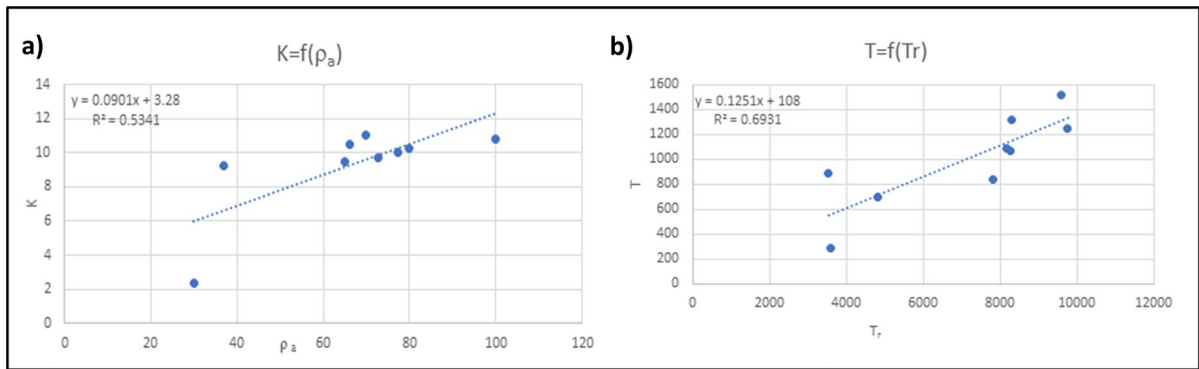 a)
K=f(ρa)
y = 0.0901x + 3.28
R² = 0.5341
14
12
10
8
6
4
2
0
K
0 20 40 60 80 100 120
ρ a
b)
T=f(Tr)
y = 0.1251x + 108
R² = 0.6931
1600
1400
1200
1000
800
600
400
200
0
T
0 2000 4000 6000 8000 10000 12000
Tr